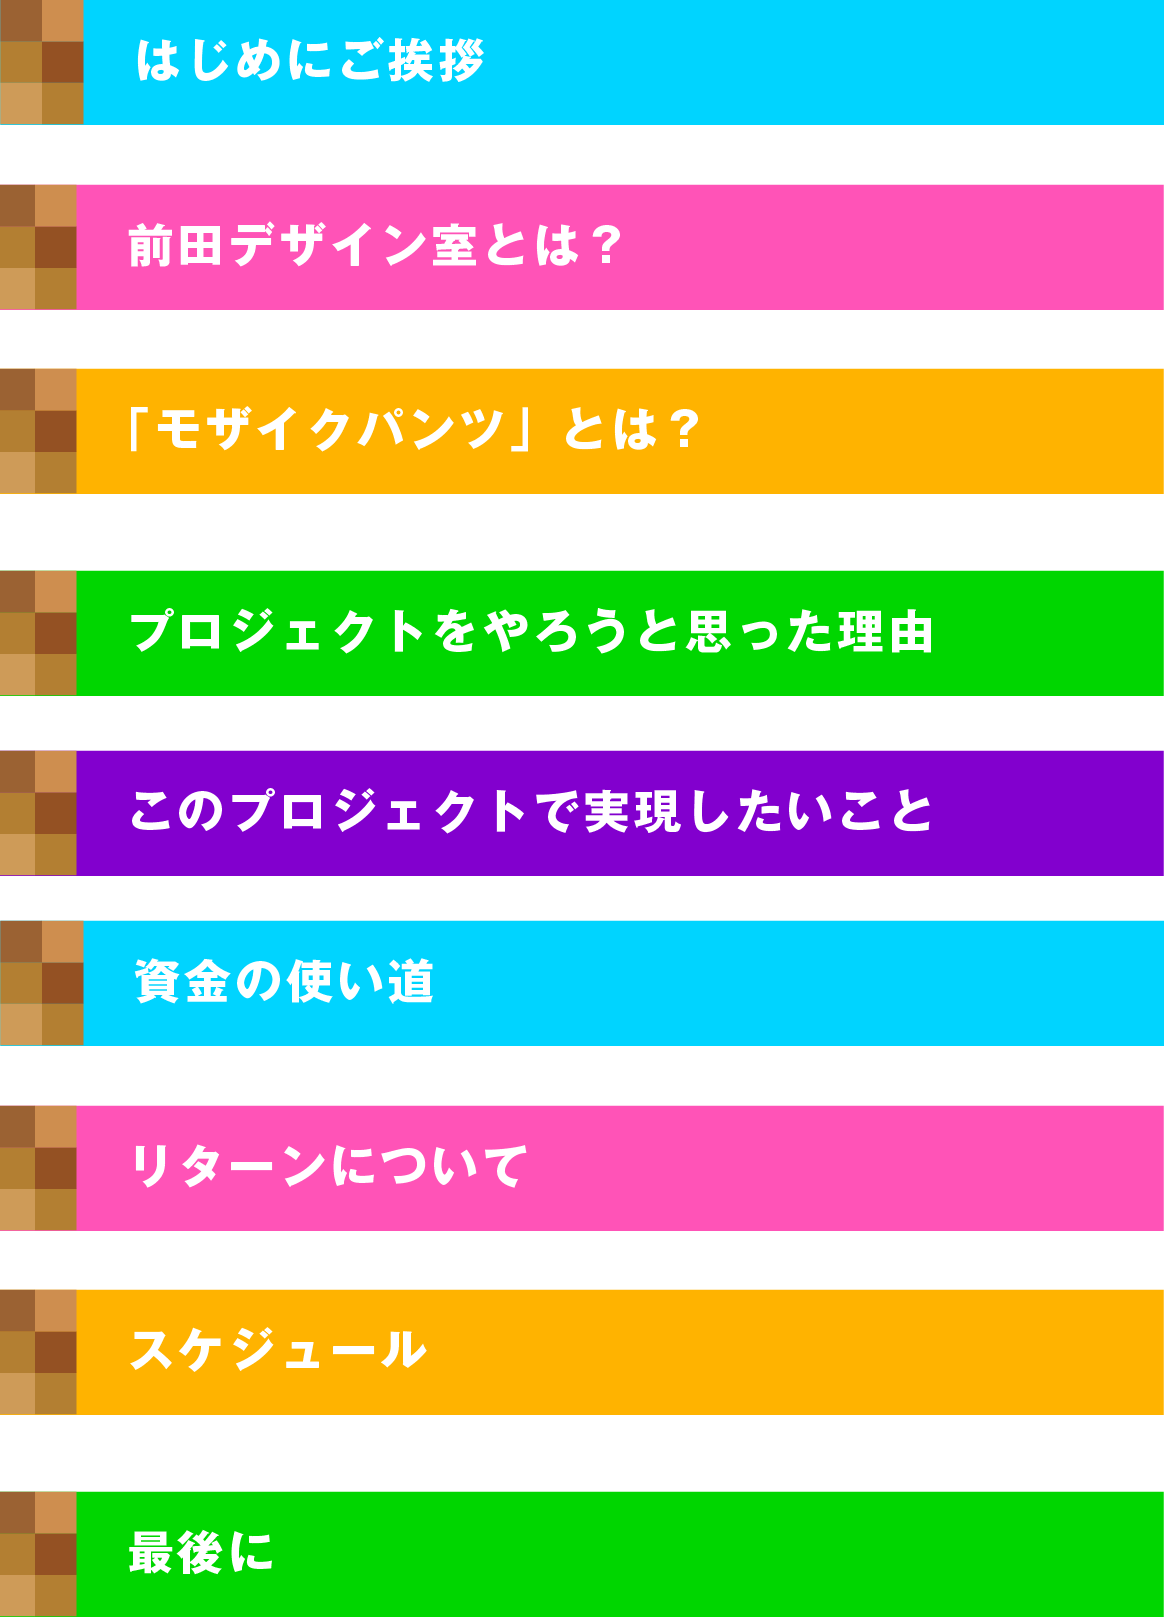 はじめにご挨拶
前田デザイン室とは？
「モザイクパンツ」とは？
プロジェクトをやろうと思った理由
このプロジェクトで実現したいこと
資金の使い道
リターンについて
スケジュール
最後に